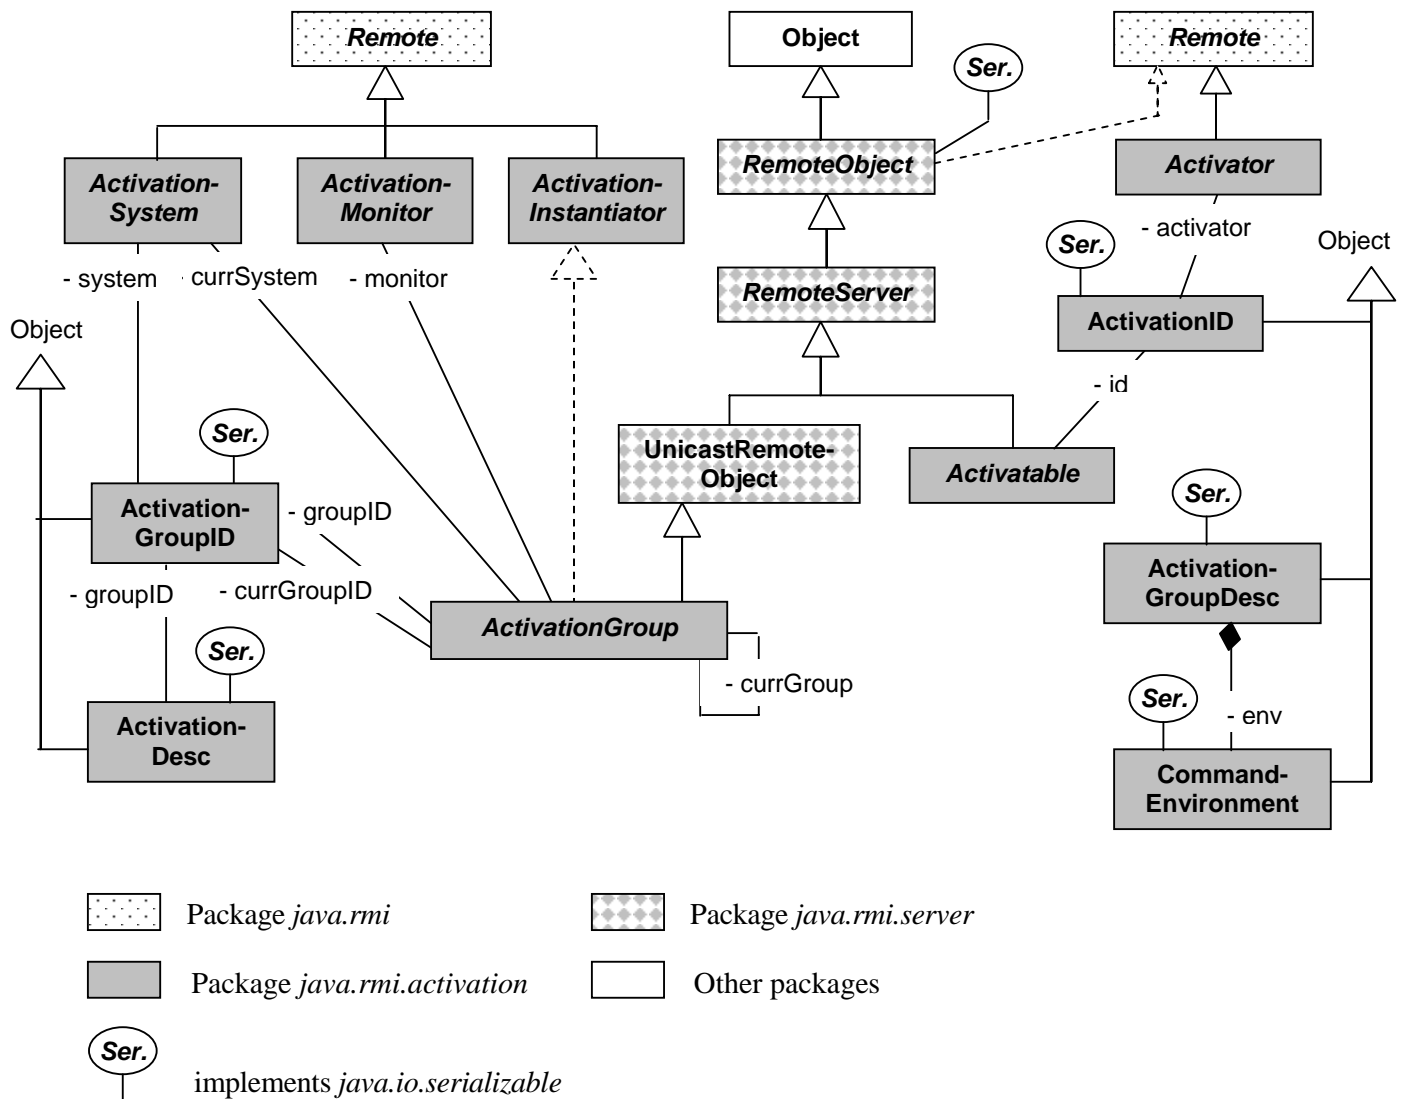 Remote
Object
Remote
Ser.
RemoteObject
Activator
Activation-
System
Activation-
Monitor
Activation-
Instantiator
- activator
Ser.
Object
- system
currSystem
- monitor
RemoteServer
ActivationID
Object
- id
Ser.
UnicastRemote-
Object
Activatable
Ser.
Activation-
GroupID
- groupID
Activation-
GroupDesc
- groupID
- currGroupID
ActivationGroup
Ser.
- currGroup
Ser.
- env
Activation-
Desc
Command-
Environment
Package java.rmi
Package java.rmi.server
Package java.rmi.activation
Other packages
Ser.
implements java.io.serializable